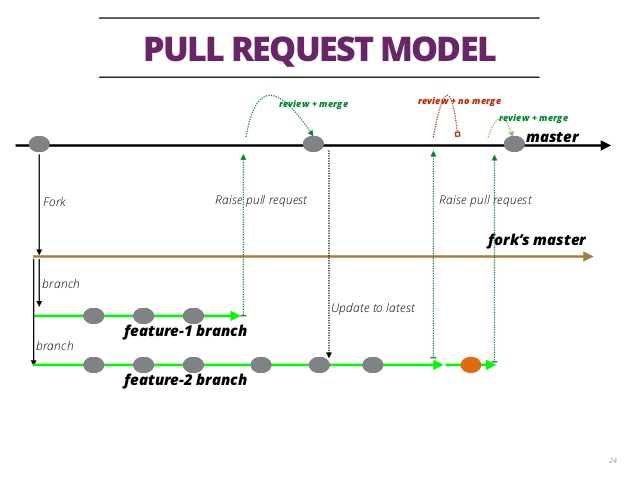 PULL REQUEST MODEL
review + merge
review + no merge
review + merge
master
Fork
Raise pull request
Raise pull request
fork's master
branch
Update to latest
feature-1 branch
branch
feature-2 branch
24